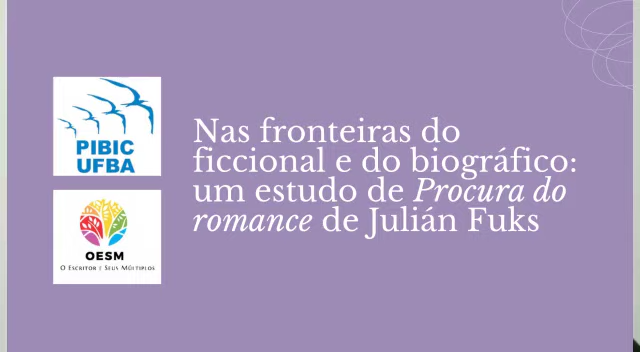 PIBIC
UFBA
OESM
O ESCRITOR E SEUS MÚLTIPLOS
Nas fronteiras do
ficcional e do biográfico:
um estudo de Procura do
romance de Julián Fuks